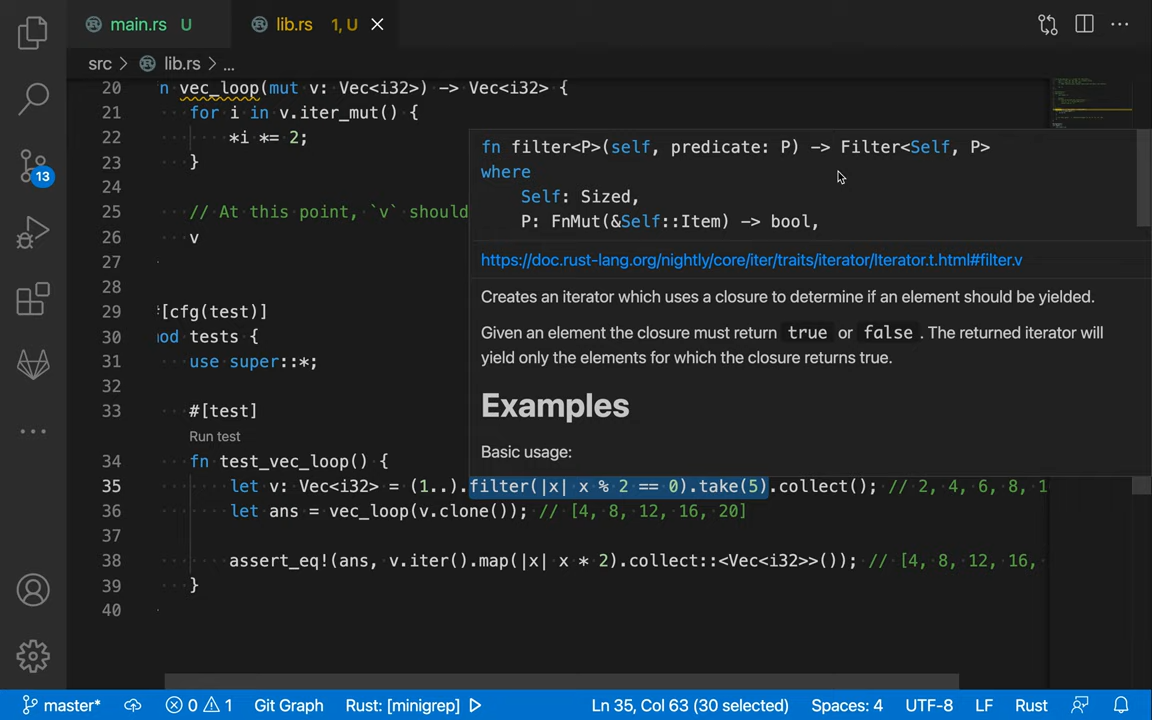 main.rs U
lib.rs 1, U
src > lib.rs > ...
20 n vec_loop(mut v: Vec<i32>) -> Vec<i32> {
21 for i in v.iter_mut() {
22 *i *= 2;
23 }
24
25 // At this point, `v` should
26 v
27
28
29 [cfg(test)]
30 od tests {
31 use super::*;
32
33 #[test]
Run test
34 fn test_vec_loop() {
35 let v: Vec<i32> = (1..).filter(|x| x % 2 == 0).take(5).collect(); // 2, 4, 6, 8, 1
36 let ans = vec_loop(v.clone()); // [4, 8, 12, 16, 20]
37
38 assert_eq!(ans, v.iter().map(|x| x * 2).collect::<Vec<i32>>()); // [4, 8, 12, 16,
39 }
40
fn filter<P>(self, predicate: P) -> Filter<Self, P>
where
Self: Sized,
P: FnMut(&Self::Item) -> bool,
https://doc.rust-lang.org/nightly/core/iter/traits/iterator/Iterator.t.html#filter.v
Creates an iterator which uses a closure to determine if an element should be yielded.
Given an element the closure must return true or false. The returned iterator will
yield only the elements for which the closure returns true.
Examples
Basic usage:
13
master* 0 1 Git Graph Rust: [minigrep] Ln 35, Col 63 (30 selected) Spaces: 4 UTF-8 LF Rust